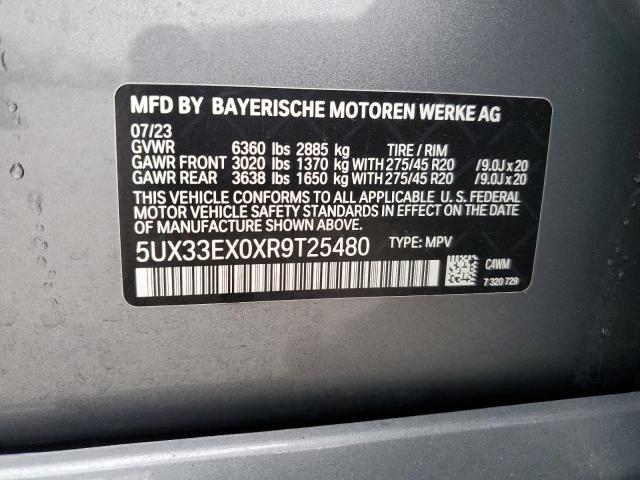 MFD BY BAYERISCHE MOTOREN WERKE AG
07/23
GVWR 6360 lbs 2885 kg TIRE / RIM
GAWR FRONT 3020 lbs 1370 kg WITH 275/45 R20 / 9.0J x 20
GAWR REAR 3638 lbs 1650 kg WITH 275/45 R20 / 9.0J x 20
THIS VEHICLE CONFORMS TO ALL APPLICABLE U. S. FEDERAL
MOTOR VEHICLE SAFETY STANDARDS IN EFFECT ON THE DATE OF
MANUFACTURE SHOWN ABOVE.
5UX33EX0XR9T25480 TYPE: MPV
C4WM
7 320 729